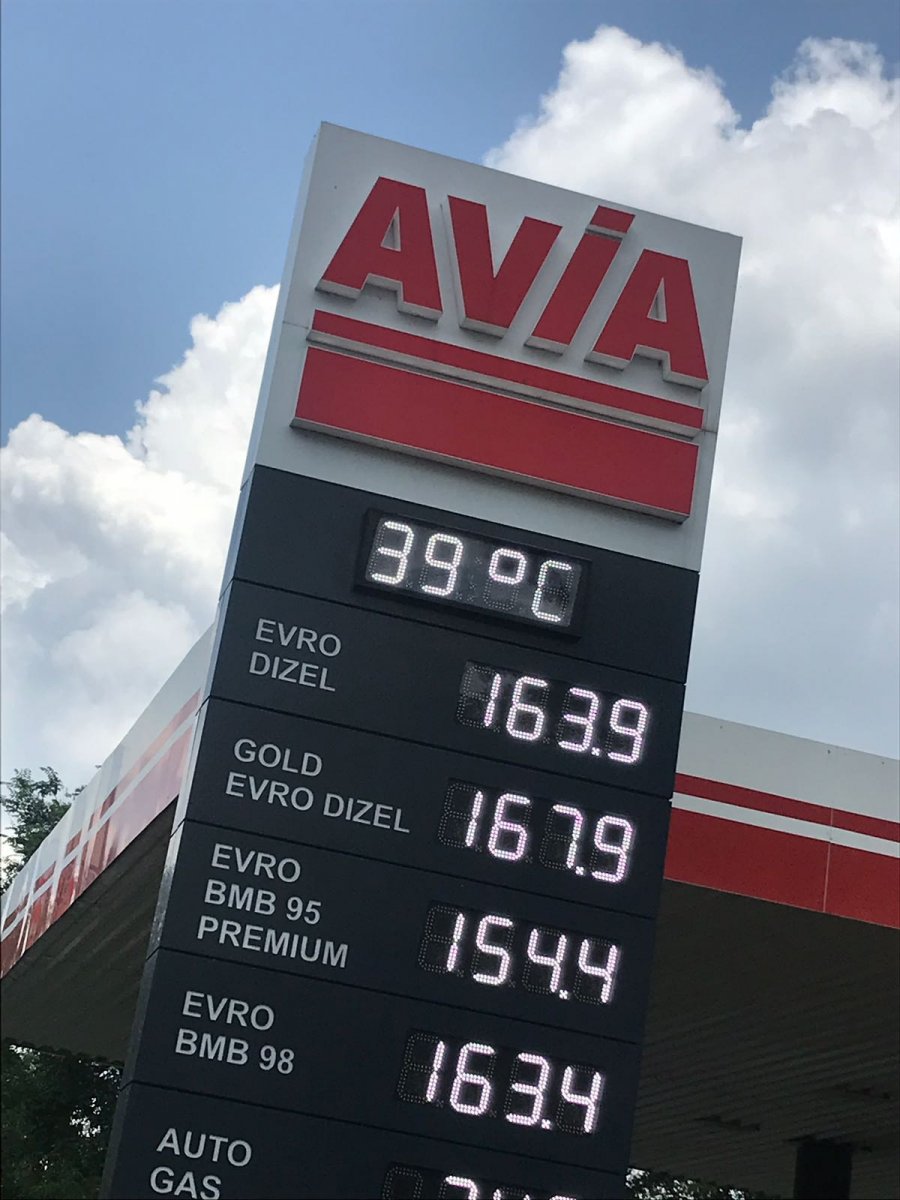 AViA
39°C
EVRO
DIZEL
163.9
GOLD
EVRO DIZEL
167.9
EVRO
BMB 95
PREMIUM
154.4
EVRO
BMB 98
163.4
AUTO
GAS